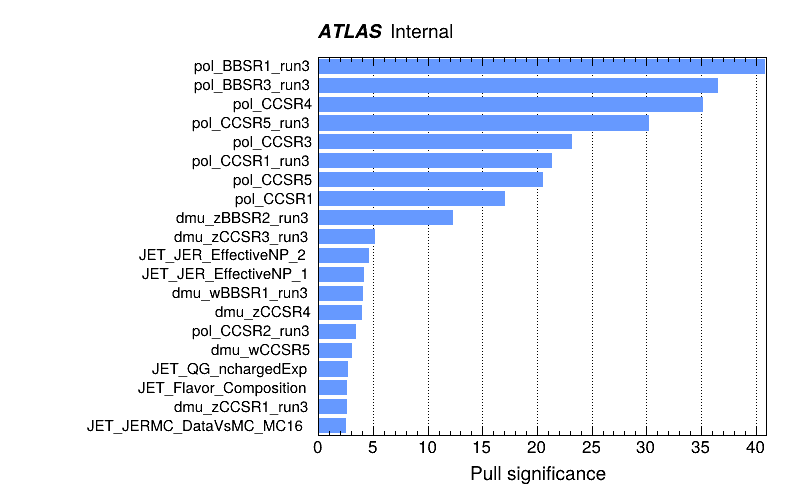 ATLAS Internal
pol_BBSR1_run3
pol_BBSR3_run3
pol_CCSR4
pol_CCSR5_run3
pol_CCSR3
pol_CCSR1_run3
pol_CCSR5
pol_CCSR1
dmu_zBBSR2_run3
dmu_zCCSR3_run3
JET_JER_EffectiveNP_2
JET_JER_EffectiveNP_1
dmu_wBBSR1_run3
dmu_zCCSR4
pol_CCSR2_run3
dmu_wCCSR5
JET_QG_nchargedExp
JET_Flavor_Composition
dmu_zCCSR1_run3
JET_JERMC_DataVsMC_MC16
0 5 10 15 20 25 30 35 40
Pull significance